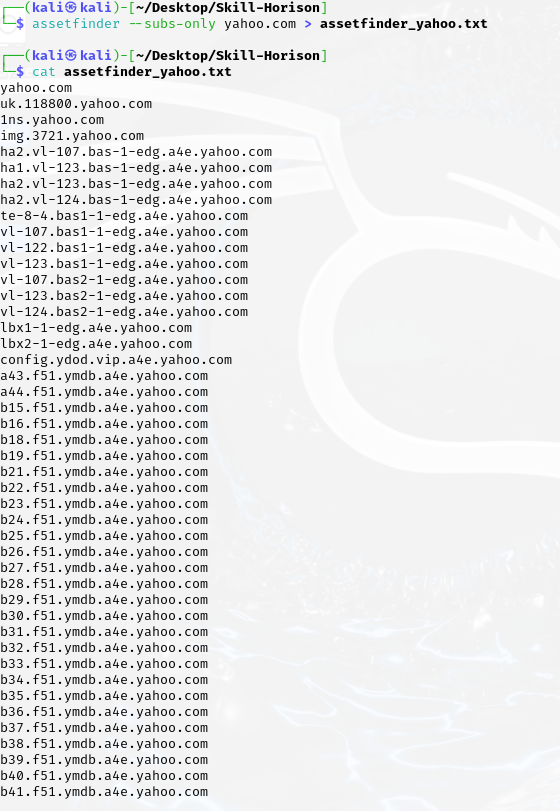 ┌──(kali㉿kali)-[~/Desktop/Skill-Horison]
└─$ assetfinder --subs-only yahoo.com > assetfinder_yahoo.txt
┌──(kali㉿kali)-[~/Desktop/Skill-Horison]
└─$ cat assetfinder_yahoo.txt
yahoo.com
uk.118800.yahoo.com
1ns.yahoo.com
img.3721.yahoo.com
ha2.vl-107.bas-1-edg.a4e.yahoo.com
ha1.vl-123.bas-1-edg.a4e.yahoo.com
ha2.vl-123.bas-1-edg.a4e.yahoo.com
ha2.vl-124.bas-1-edg.a4e.yahoo.com
te-8-4.bas1-1-edg.a4e.yahoo.com
vl-107.bas1-1-edg.a4e.yahoo.com
vl-122.bas1-1-edg.a4e.yahoo.com
vl-123.bas1-1-edg.a4e.yahoo.com
vl-107.bas2-1-edg.a4e.yahoo.com
vl-123.bas2-1-edg.a4e.yahoo.com
vl-124.bas2-1-edg.a4e.yahoo.com
lbx1-1-edg.a4e.yahoo.com
lbx2-1-edg.a4e.yahoo.com
config.ydod.vip.a4e.yahoo.com
a43.f51.ymdb.a4e.yahoo.com
a44.f51.ymdb.a4e.yahoo.com
b15.f51.ymdb.a4e.yahoo.com
b16.f51.ymdb.a4e.yahoo.com
b18.f51.ymdb.a4e.yahoo.com
b19.f51.ymdb.a4e.yahoo.com
b21.f51.ymdb.a4e.yahoo.com
b22.f51.ymdb.a4e.yahoo.com
b23.f51.ymdb.a4e.yahoo.com
b24.f51.ymdb.a4e.yahoo.com
b25.f51.ymdb.a4e.yahoo.com
b26.f51.ymdb.a4e.yahoo.com
b27.f51.ymdb.a4e.yahoo.com
b28.f51.ymdb.a4e.yahoo.com
b29.f51.ymdb.a4e.yahoo.com
b30.f51.ymdb.a4e.yahoo.com
b31.f51.ymdb.a4e.yahoo.com
b32.f51.ymdb.a4e.yahoo.com
b33.f51.ymdb.a4e.yahoo.com
b34.f51.ymdb.a4e.yahoo.com
b35.f51.ymdb.a4e.yahoo.com
b36.f51.ymdb.a4e.yahoo.com
b37.f51.ymdb.a4e.yahoo.com
b38.f51.ymdb.a4e.yahoo.com
b39.f51.ymdb.a4e.yahoo.com
b40.f51.ymdb.a4e.yahoo.com
b41.f51.ymdb.a4e.yahoo.com